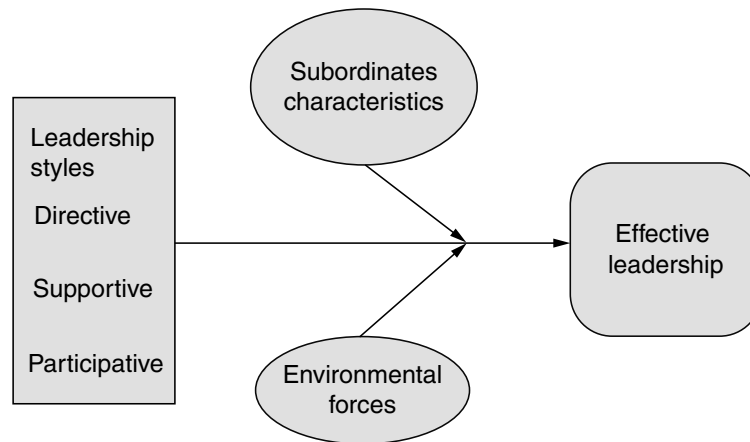 Subordinates
characteristics
Leadership
styles
Directive
Supportive
Participative
Effective
leadership
Environmental
forces